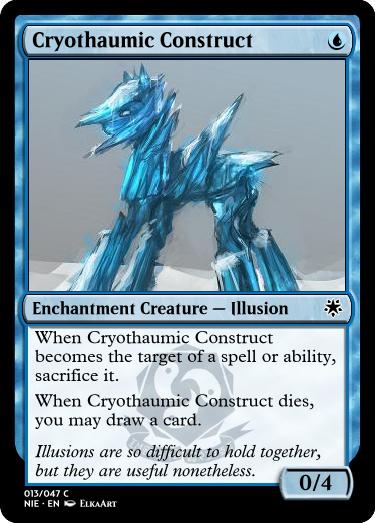 Cryothaumic Construct
Enchantment Creature — Illusion
When Cryothaumic Construct
becomes the target of a spell or ability,
sacrifice it.
When Cryothaumic Construct dies,
you may draw a card.
Illusions are so difficult to hold together,
but they are useful nonetheless.
0/4
013/047 C
NIE • EN ElkaArt